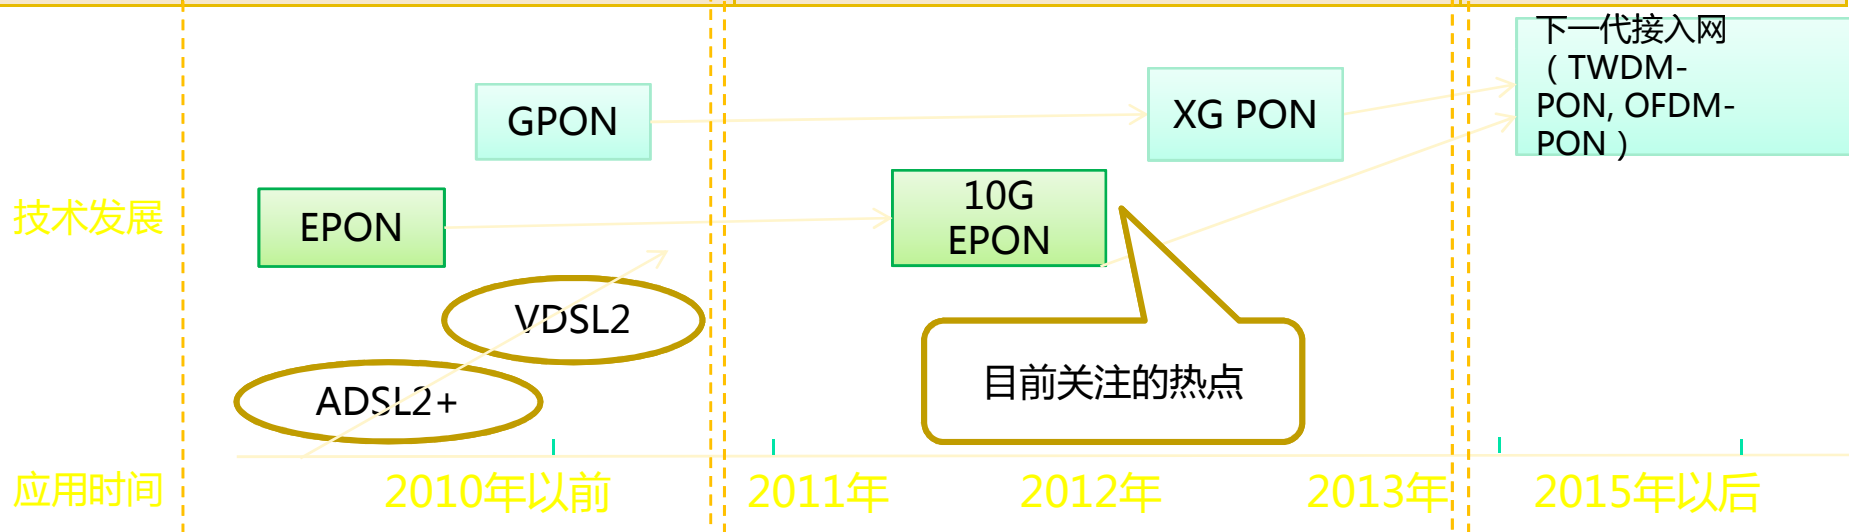 下一代接入网
（TWDM-
PON, OFDM-
PON）
GPON
XG PON
10G
EPON
技术发展
EPON
VDSL2
目前关注的热点
ADSL2+
应用时间
2010年以前
2011年
2012年
2013年
2015年以后